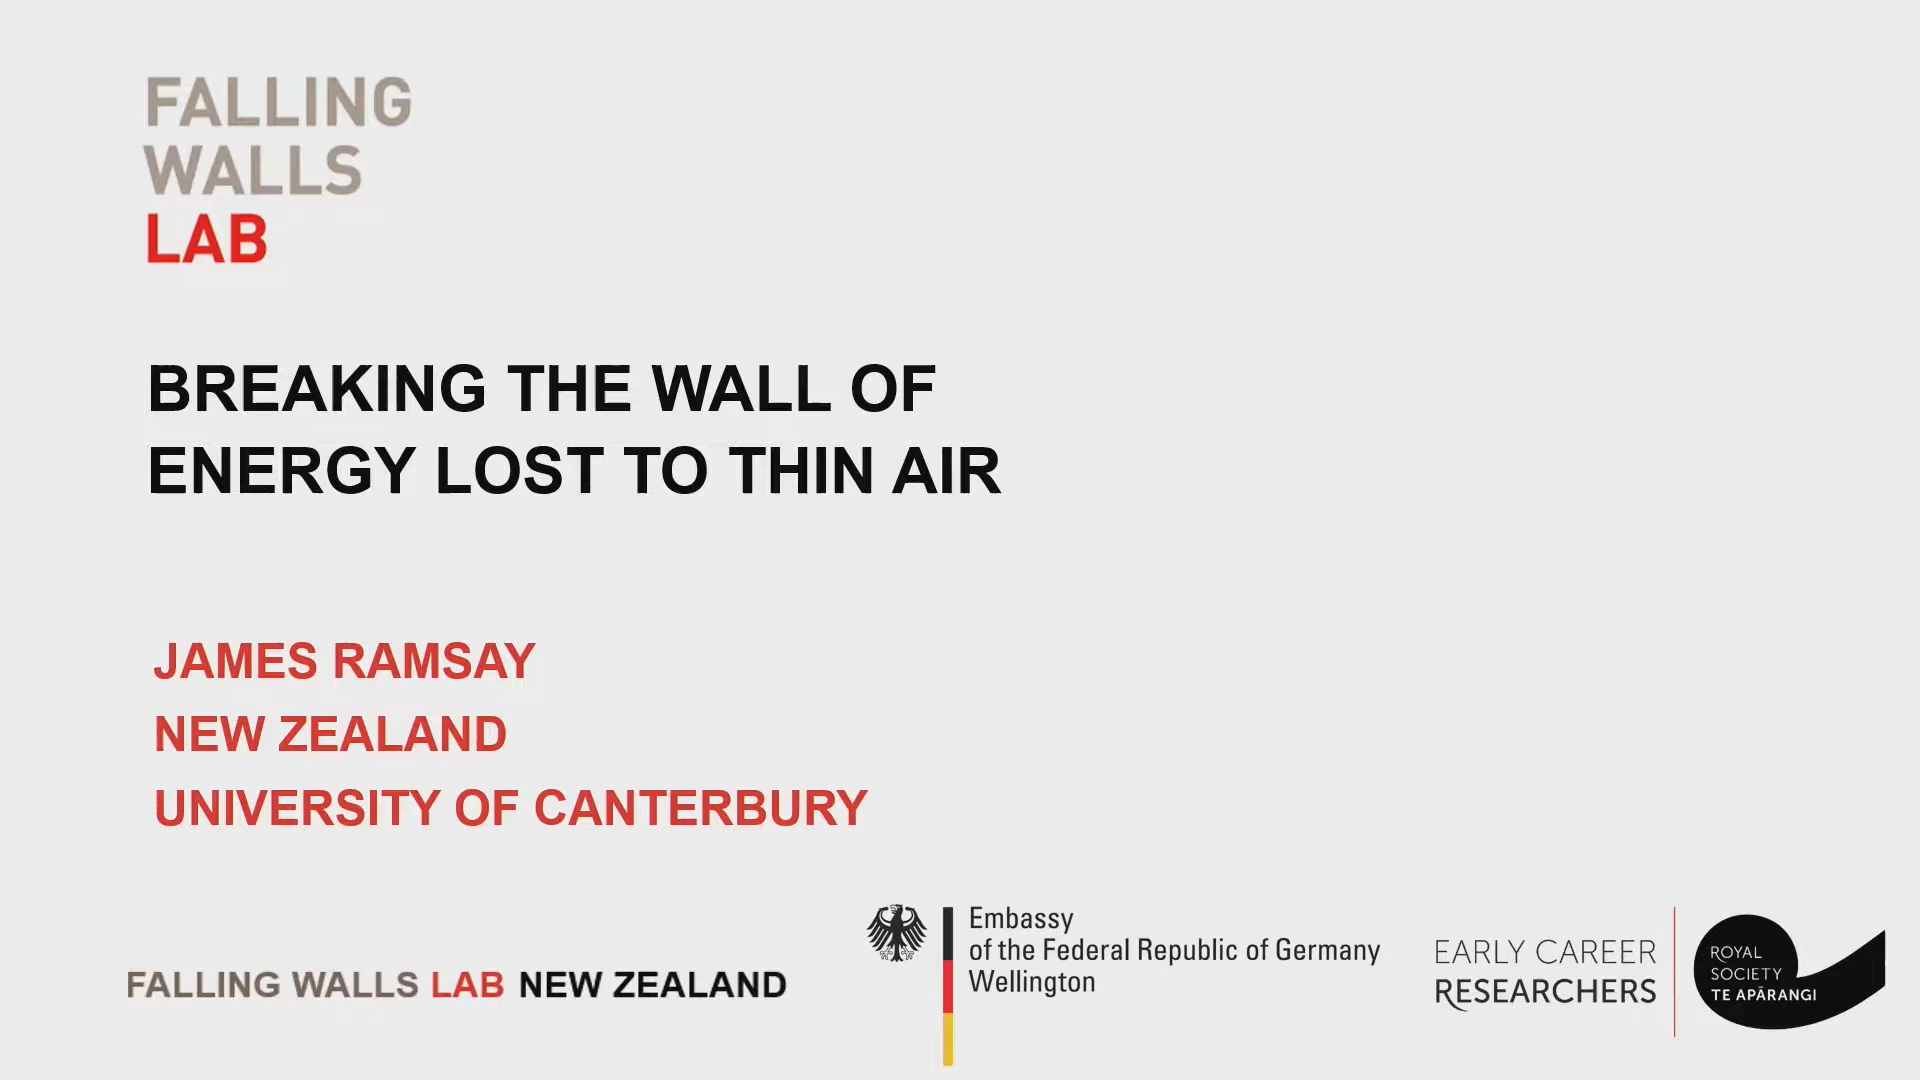 FALLING
WALLS
LAB
BREAKING THE WALL OF
ENERGY LOST TO THIN AIR
JAMES RAMSAY
NEW ZEALAND
UNIVERSITY OF CANTERBURY
FALLING WALLS LAB NEW ZEALAND
Embassy
of the Federal Republic of Germany
Wellington
EARLY CAREER
RESEARCHERS
ROYAL
SOCIETY
TE APĀRANGI